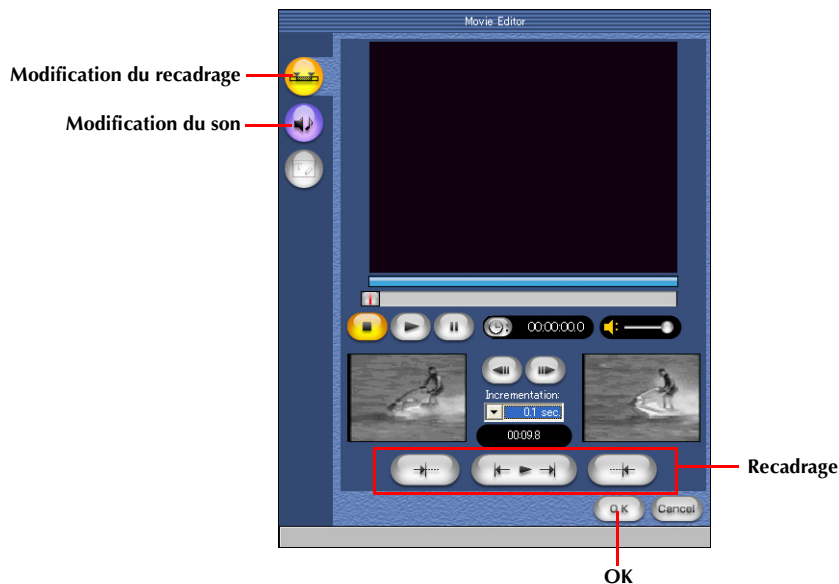 Movie Editor
Modification du recadrage
Modification du son
00:00:00.0
Incrementation:
0.1 sec.
00:09.8
Recadrage
OK
Cancel
OK